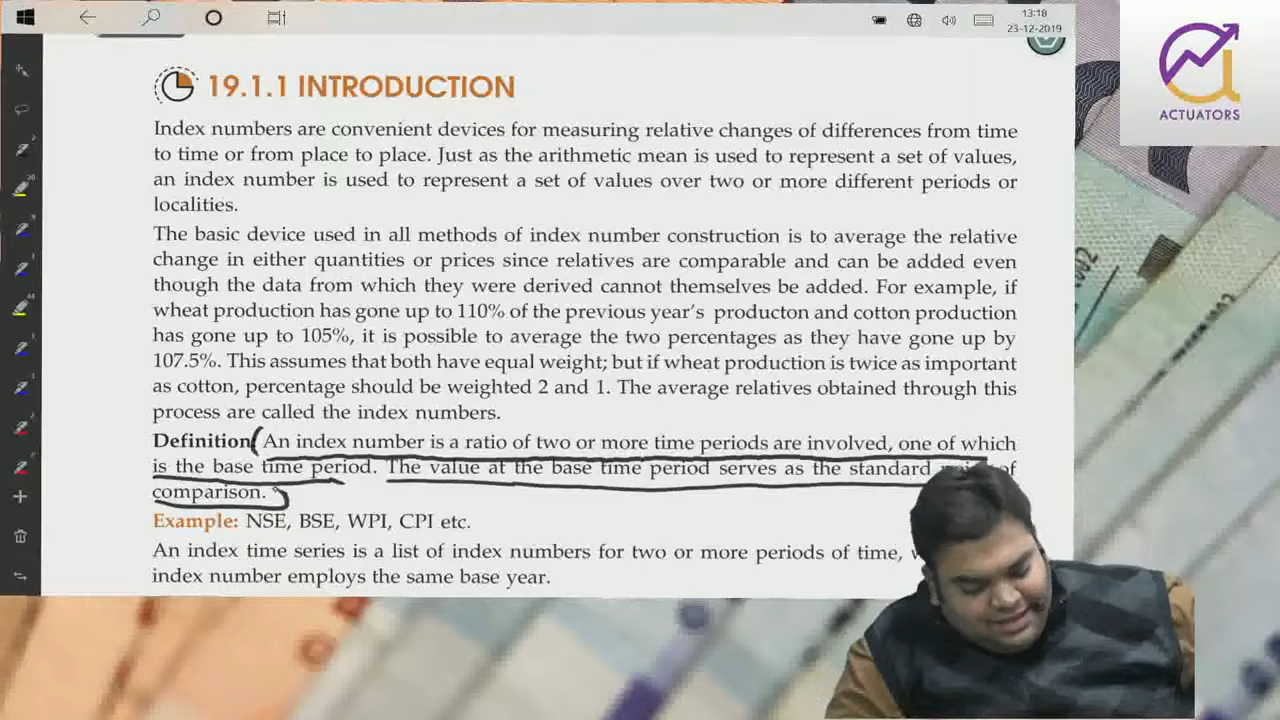 13:18
23-12-2019
ACTUATORS
19.1.1 INTRODUCTION
Index numbers are convenient devices for measuring relative changes of differences from time
to time or from place to place. Just as the arithmetic mean is used to represent a set of values,
an index number is used to represent a set of values over two or more different periods or
localities.
The basic device used in all methods of index number construction is to average the relative
change in either quantities or prices since relatives are comparable and can be added even
though the data from which they were derived cannot themselves be added. For example, if
wheat production has gone up to 110% of the previous year's producton and cotton production
has gone up to 105%, it is possible to average the two percentages as they have gone up by
107.5%. This assumes that both have equal weight; but if wheat production is twice as important
as cotton, percentage should be weighted 2 and 1. The average relatives obtained through this
process are called the index numbers.
Definition: An index number is a ratio of two or more time periods are involved, one of which
is the base time period. The value at the base time period serves as the standard of
comparison.
Example: NSE, BSE, WPI, CPI etc.
An index time series is a list of index numbers for two or more periods of time,
index number employs the same base year.